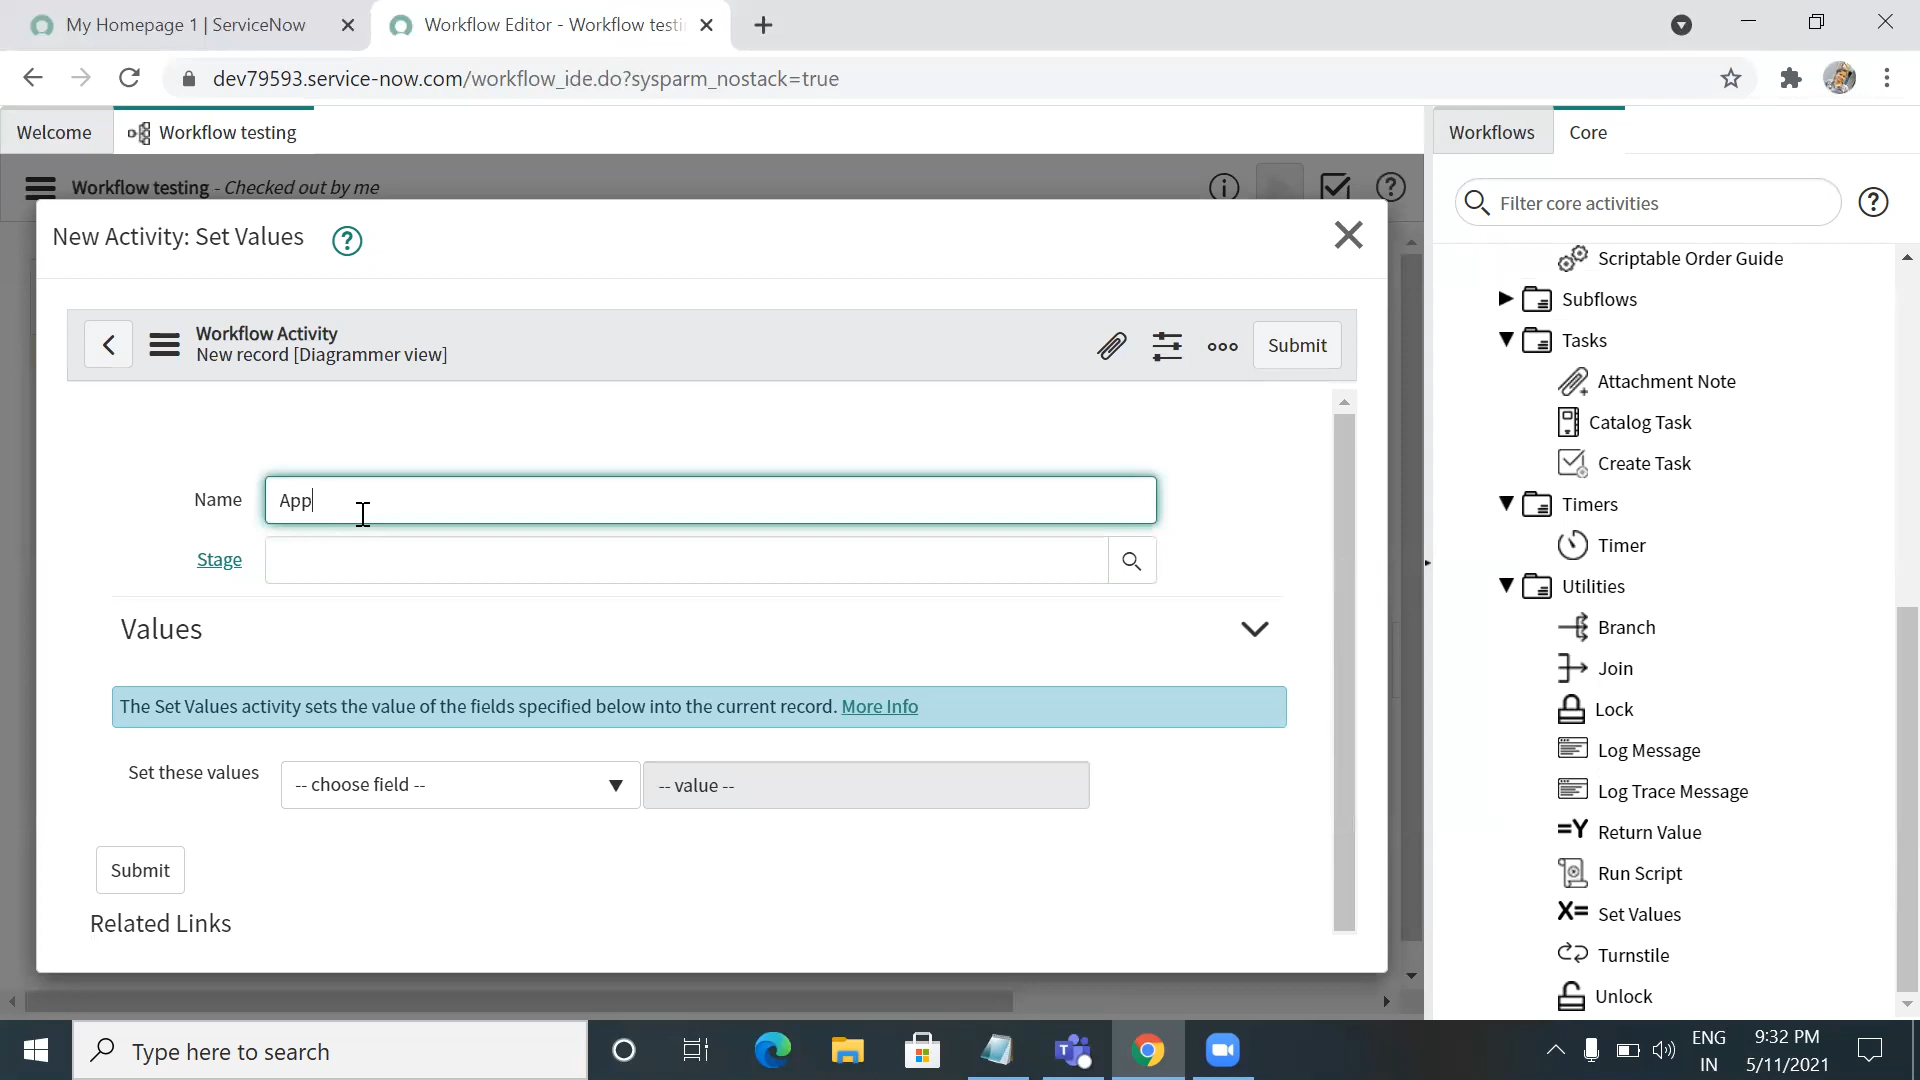 My Homepage 1 | ServiceNow
Workflow Editor - Workflow testi
dev79593.service-now.com/workflow_ide.do?sysparm_nostack=true
Welcome
Workflow testing
Workflows
Core
Workflow testing - Checked out by me
Filter core activities
New Activity: Set Values
Workflow Activity
New record [Diagrammer view]
Submit
Name
App
Stage
Values
The Set Values activity sets the value of the fields specified below into the current record. More Info
Set these values
-- choose field --
-- value --
Submit
Related Links
Scriptable Order Guide
Subflows
Tasks
Attachment Note
Catalog Task
Create Task
Timers
Timer
Utilities
Branch
Join
Lock
Log Message
Log Trace Message
=Y Return Value
Run Script
X= Set Values
Turnstile
Unlock
Type here to search
ENG
IN
9:32 PM
5/11/2021